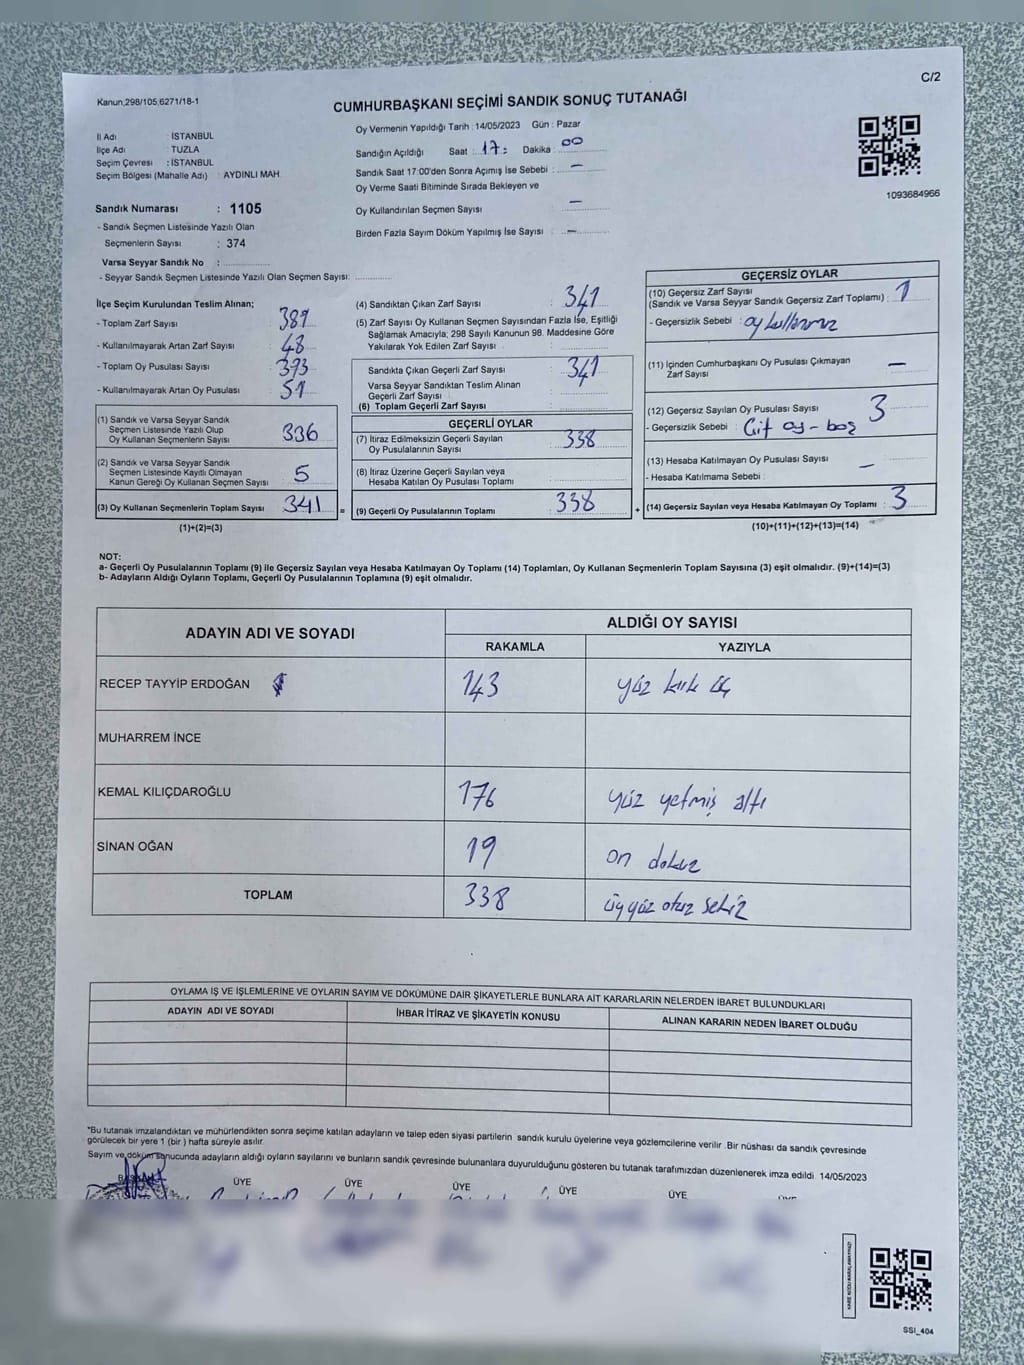 C/2
Kanun,298/105,6271/18-1
CUMHURBAŞKANI SEÇİMİ SANDIK SONUÇ TUTANAĞI
İl Adı : İSTANBUL
İlçe Adı : TUZLA
Seçim Çevresi : İSTANBUL
Seçim Bölgesi (Mahalle Adı) : AYDINLI MAH.
Sandık Numarası : 1105
- Sandık Seçmen Listesinde Yazılı Olan
Seçmenlerin Sayısı : 374
Varsa Seyyar Sandık No :
- Seyyar Sandık Seçmen Listesinde Yazılı Olan Seçmen Sayısı:
Oy Vermenin Yapıldığı Tarih : 14/05/2023 Gün : Pazar
Sandığın Açıldığı Saat : 17: Dakika : 00
Sandık Saat 17:00'den Sonra Açımış İse Sebebi : –
Oy Verme Saati Bitiminde Sırada Bekleyen ve
Oy Kullandırılan Seçmen Sayısı –
Birden Fazla Sayım Döküm Yapılmış İse Sayısı : –
1093684966
İlçe Seçim Kurulundan Teslim Alınan;
- Toplam Zarf Sayısı : 389
- Kullanılmayarak Artan Zarf Sayısı : 48
- Toplam Oy Pusulası Sayısı : 393
- Kullanılmayarak Artan Oy Pusulası : 51
(1) Sandık ve Varsa Seyyar Sandık
Seçmen Listesinde Yazılı Olup
Oy Kullanan Seçmenlerin Sayısı : 336
(2) Sandık ve Varsa Seyyar Sandık
Seçmen Listesinde Kayıtlı Olmayan
Kanun Gereği Oy Kullanan Seçmen Sayısı : 5
(3) Oy Kullanan Seçmenlerin Toplam Sayısı : 341 =
(1)+(2)=(3)
(4) Sandıktan Çıkan Zarf Sayısı : 341
(5) Zarf Sayısı Oy Kullanan Seçmen Sayısından Fazla İse, Eşitliği
Sağlamak Amacıyla; 298 Sayılı Kanunun 98. Maddesine Göre
Yakılarak Yok Edilen Zarf Sayısı :
Sandıkta Çıkan Geçerli Zarf Sayısı : 341
Varsa Seyyar Sandıktan Teslim Alınan
Geçerli Zarf Sayısı :
(6) Toplam Geçerli Zarf Sayısı :
GEÇERLİ OYLAR
(7) İtiraz Edilmeksizin Geçerli Sayılan
Oy Pusulalarının Sayısı : 338
(8) İtiraz Üzerine Geçerli Sayılan veya
Hesaba Katılan Oy Pusulası Toplamı :
(9) Geçerli Oy Pusulalarının Toplamı : 338 +
GEÇERSİZ OYLAR
(10) Geçersiz Zarf Sayısı
(Sandık ve Varsa Seyyar Sandık Geçersiz Zarf Toplamı) : 1
- Geçersizlik Sebebi :
(11) İçinden Cumhurbaşkanı Oy Pusulası Çıkmayan
Zarf Sayısı –
(12) Geçersiz Sayılan Oy Pusulası Sayısı : 3
- Geçersizlik Sebebi : Çift oy - boş
(13) Hesaba Katılmayan Oy Pusulası Sayısı : –
- Hesaba Katılmama Sebebi :
(14) Geçersiz Sayılan veya Hesaba Katılmayan Oy Toplamı : 3
(10)+(11)+(12)+(13)=(14)
NOT:
a- Geçerli Oy Pusulalarının Toplamı (9) ile Geçersiz Sayılan veya Hesaba Katılmayan Oy Toplamı (14) Toplamları, Oy Kullanan Seçmenlerin Toplam Sayısına (3) eşit olmalıdır. (9)+(14)=(3)
b- Adayların Aldığı Oyların Toplamı, Geçerli Oy Pusulalarının Toplamına (9) eşit olmalıdır.
ADAYIN ADI VE SOYADI ALDIĞI OY SAYISI
RAKAMLA YAZIYLA
RECEP TAYYİP ERDOĞAN 143 yüz kırk üç
MUHARREM İNCE
KEMAL KILIÇDAROĞLU 176 yüz yetmiş altı
SİNAN OĞAN 19 on dokuz
TOPLAM 338 üçyüz otuz sekiz
OYLAMA İŞ VE İŞLEMLERİNE VE OYLARIN SAYIM VE DÖKÜMÜNE DAİR ŞİKAYETLERLE BUNLARA AİT KARARLARIN NELERDEN İBARET BULUNDUKLARI
ADAYIN ADI VE SOYADI İHBAR İTİRAZ VE ŞİKAYETİN KONUSU ALINAN KARARIN NEDEN İBARET OLDUĞU
*Bu tutanak imzalandıktan ve mühürlendikten sonra seçime katılan adayların ve talep eden siyasi partilerin sandık kurulu üyelerine veya gözlemcilerine verilir .Bir nüshası da sandık çevresinde
görülecek bir yere 1 (bir ) hafta süreyle asılır.
Sayım ve döküm sonucunda adayların aldığı oyların sayılarını ve bunların sandık çevresinde bulunanlara duyurulduğunu gösteren bu tutanak tarafımızdan düzenlenerek imza edildi 14/05/2023
ÜYE ÜYE ÜYE ÜYE ÜYE
SSI_404